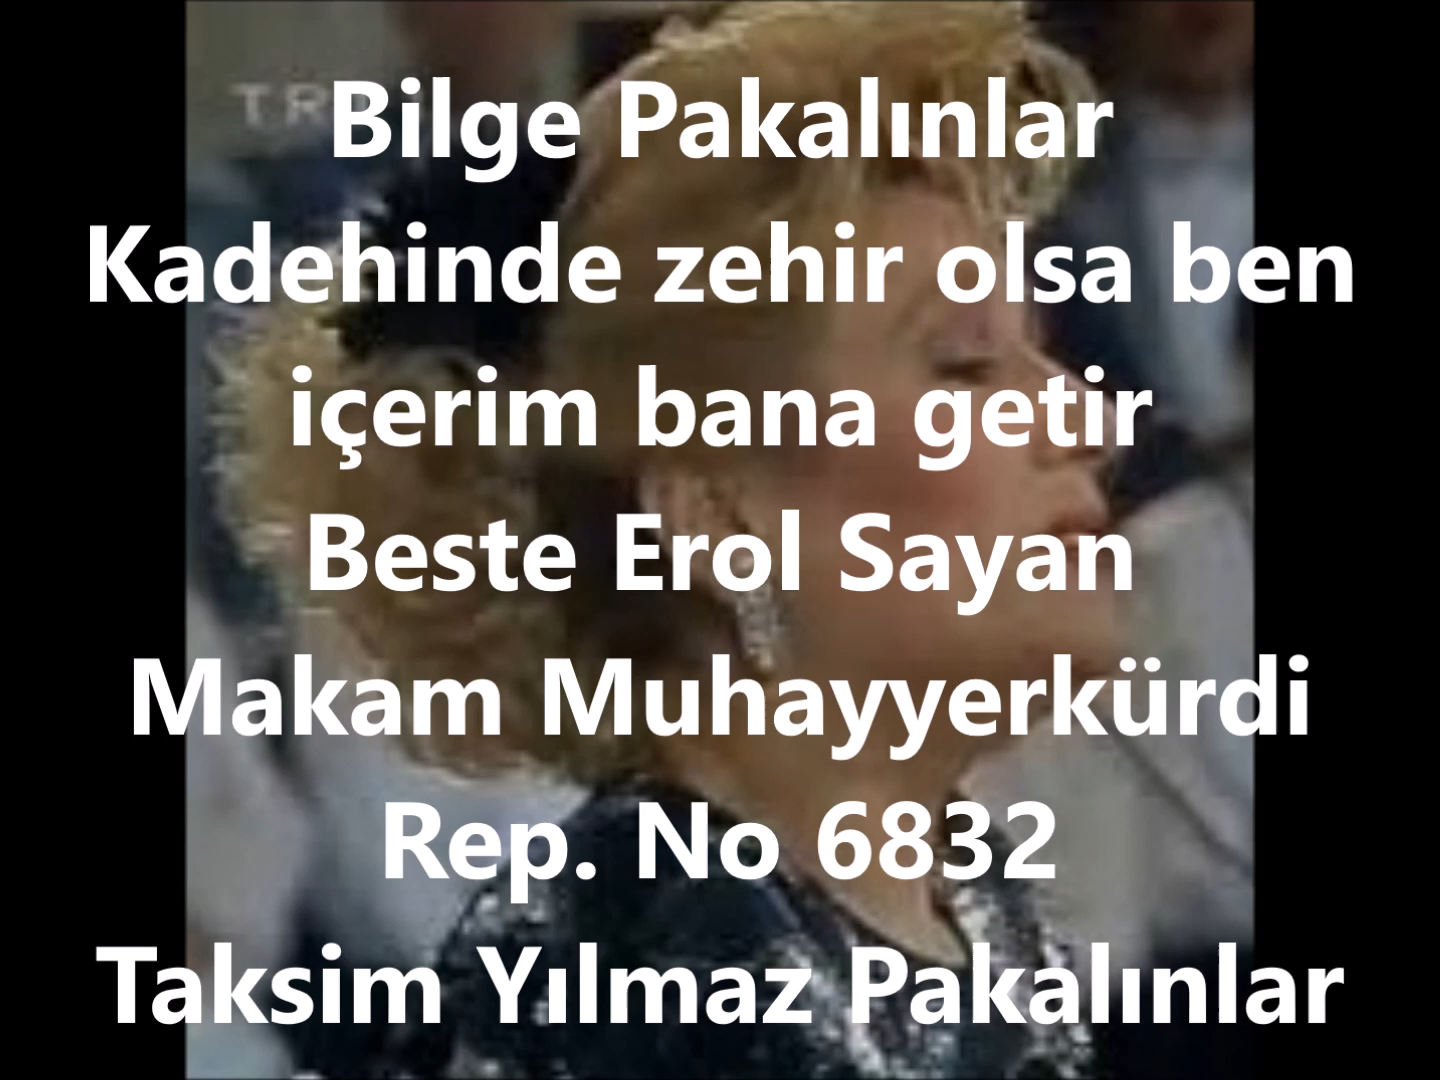 TR
Bilge Pakalınlar
Kadehinde zehir olsa ben
içerim bana getir
Beste Erol Sayan
Makam Muhayyerkürdi
Rep. No 6832
Taksim Yılmaz Pakalınlar